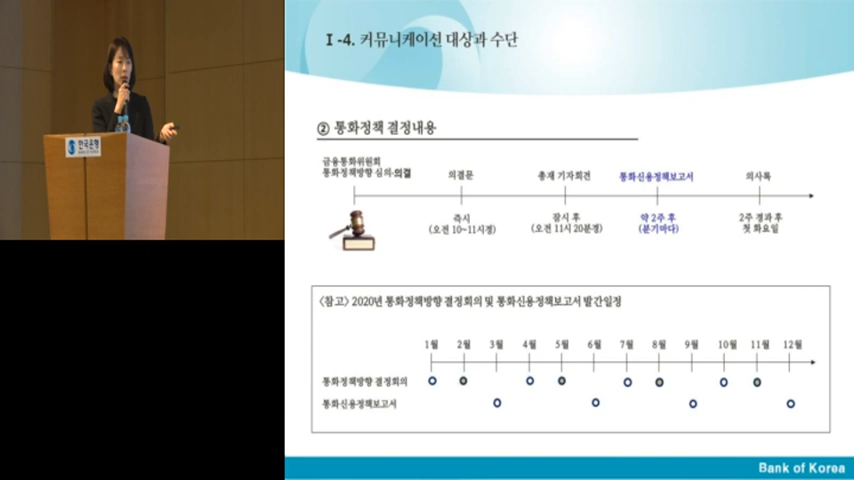 한국은행
Ⅰ-4. 커뮤니케이션 대상과 수단
② 통화정책 결정내용
금융통화위원회
통화정책방향 심의·의결
의결문
총재 기자회견
통화신용정책보고서
의사록
즉시
(오전 10~11시경)
잠시 후
(오전 11시 20분경)
약 2주 후
(분기마다)
2주 경과 후
첫 화요일
<참고> 2020년 통화정책방향 결정회의 및 통화신용정책보고서 발간일정
1월 2월 3월 4월 5월 6월 7월 8월 9월 10월 11월 12월
통화정책방향 결정회의
통화신용정책보고서
Bank of Korea